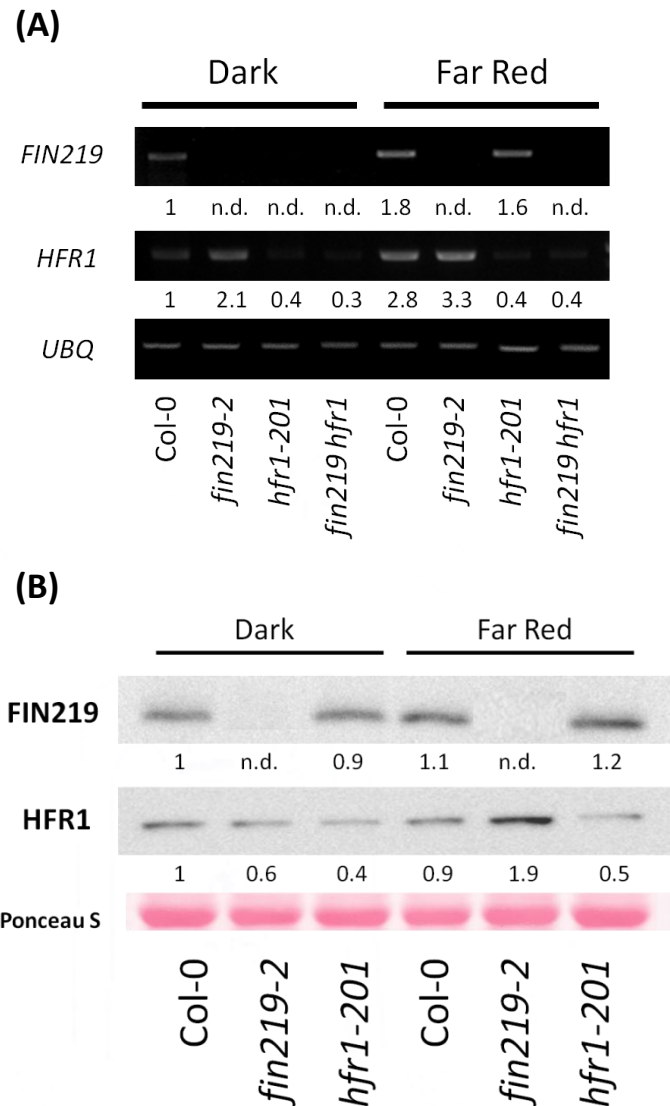 (A)
Dark Far Red
FIN219
1 n.d. n.d. n.d. 1.8 n.d. 1.6 n.d.
HFR1
1 2.1 0.4 0.3 2.8 3.3 0.4 0.4
UBQ
Col-0 fin219-2 hfr1-201 fin219 hfr1 Col-0 fin219-2 hfr1-201 fin219 hfr1
(B)
Dark Far Red
FIN219
1 n.d. 0.9 1.1 n.d. 1.2
HFR1
1 0.6 0.4 0.9 1.9 0.5
Ponceau S
Col-0 fin219-2 hfr1-201 Col-0 fin219-2 hfr1-201